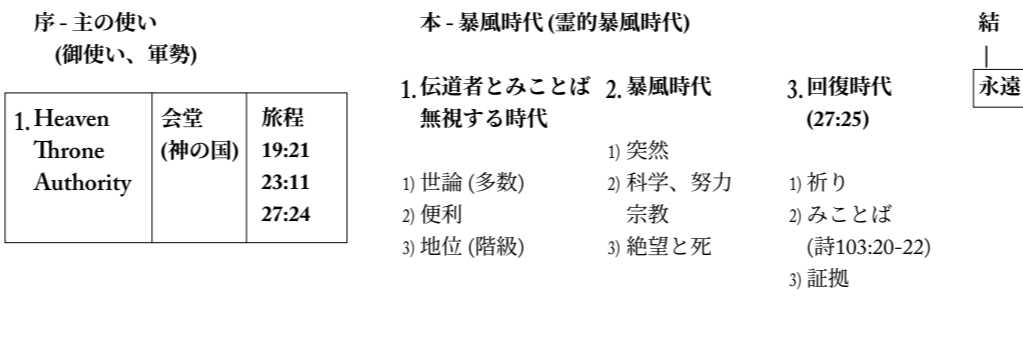 序 - 主の使い
(御使い、軍勢)
1. Heaven
Throne
Authority
会堂
(神の国)
旅程
19:21
23:11
27:24
本 - 暴風時代 (霊的暴風時代)
1. 伝道者とみことば
無視する時代
1) 世論 (多数)
2) 便利
3) 地位 (階級)
2. 暴風時代
1) 突然
2) 科学、努力
宗教
3) 絶望と死
3. 回復時代
(27:25)
1) 祈り
2) みことば
(詩103:20-22)
3) 証拠
結
永遠